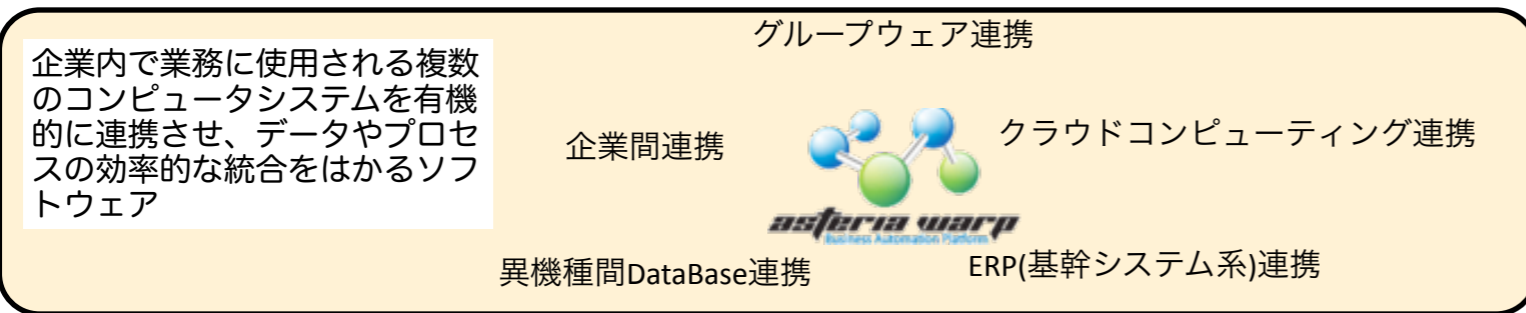 グループウェア連携
企業内で業務に使用される複数
のコンピュータシステムを有機
的に連携させ、データやプロセ
スの効率的な統合をはかるソフ
トウェア
企業間連携
クラウドコンピューティング連携
asteria warp
Business Automation Platform
異機種間DataBase連携
ERP(基幹システム系)連携